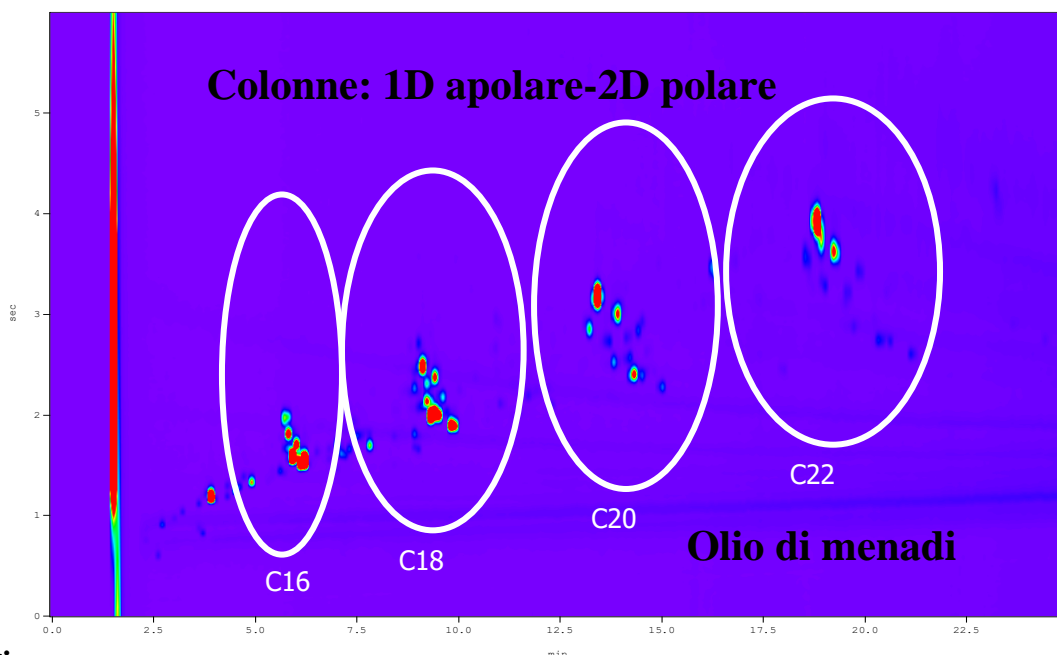 Colonne: 1D apolare-2D polare
5
4
3
2
1
0
sec
C16
C18
C20
C22
Olio di menadi
0.0 2.5 5.0 7.5 10.0 12.5 15.0 17.5 20.0 22.5
min